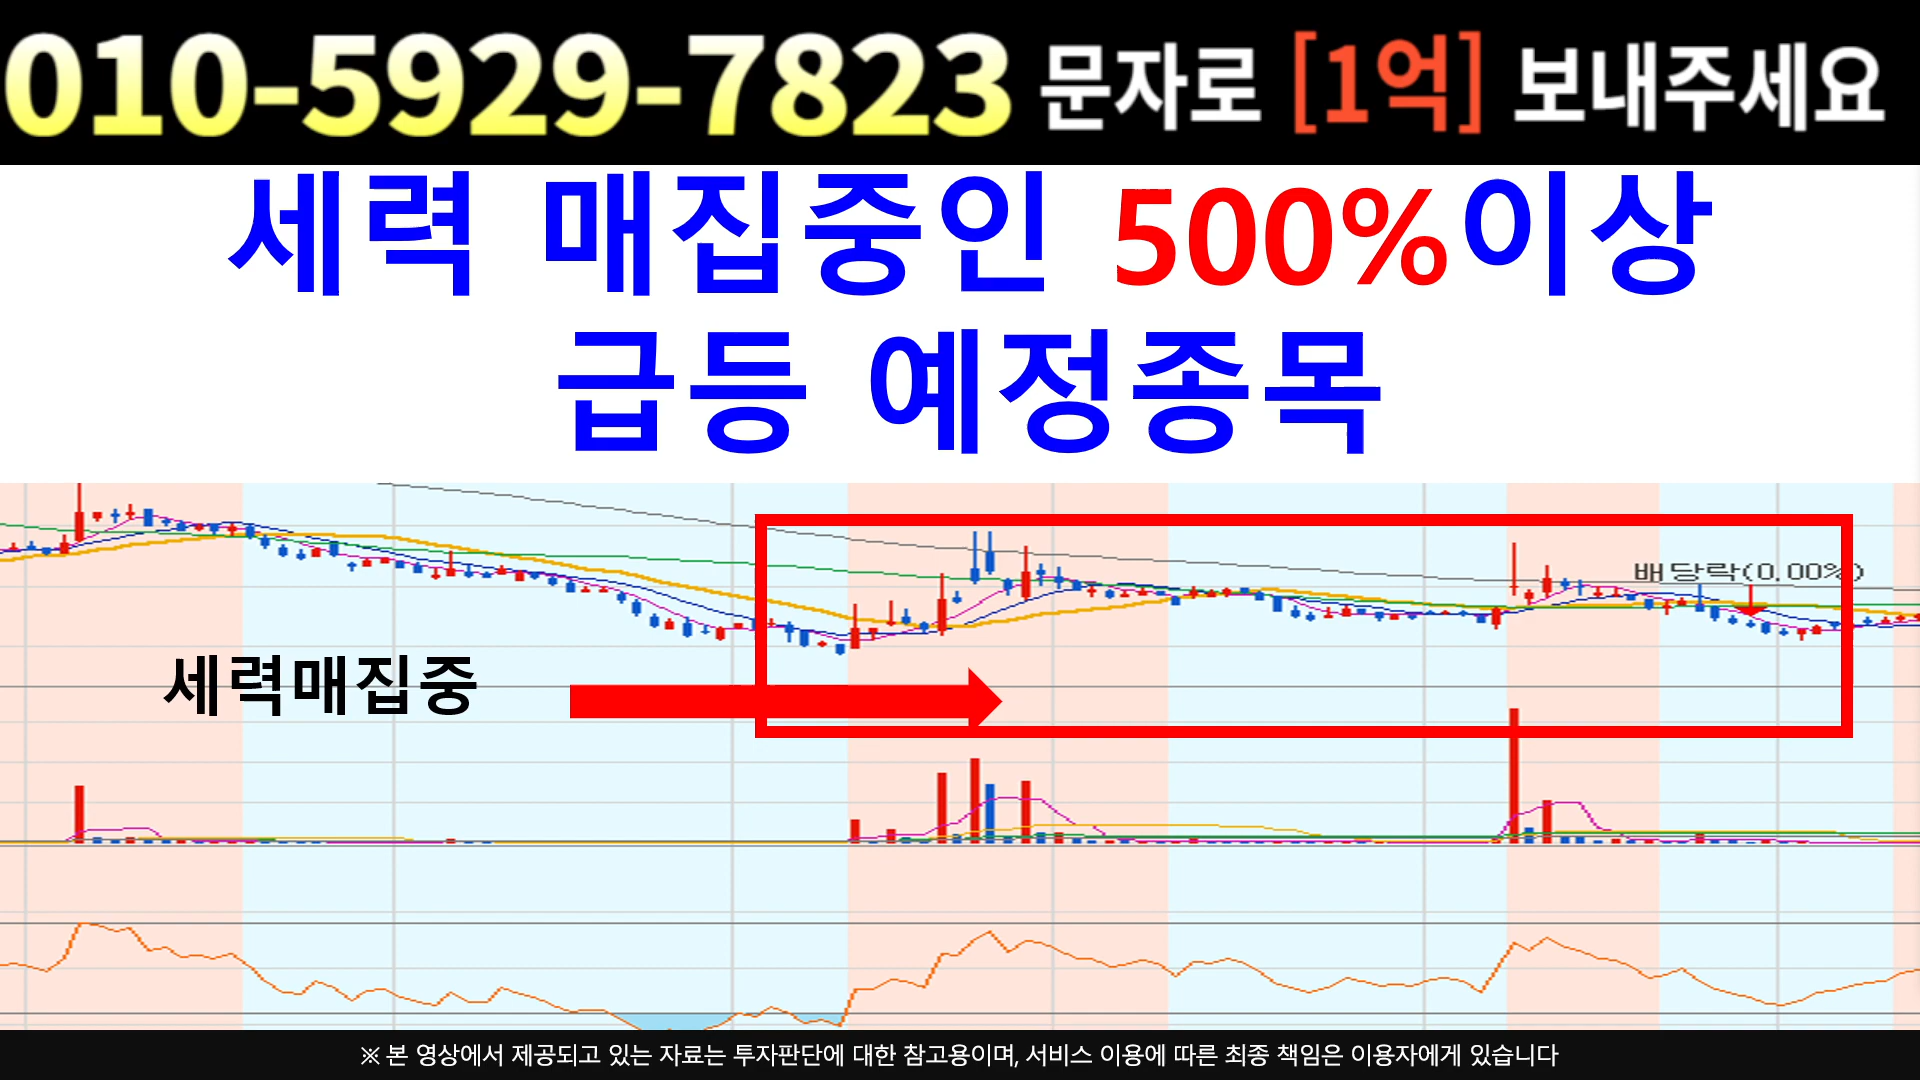 010-5929-7823 문자로 [1억] 보내주세요
세력 매집중인 500%이상
급등 예정종목
배당락(0.00%)
세력매집중
※ 본 영상에서 제공되고 있는 자료는 투자판단에 대한 참고용이며, 서비스 이용에 따른 최종 책임은 이용자에게 있습니다